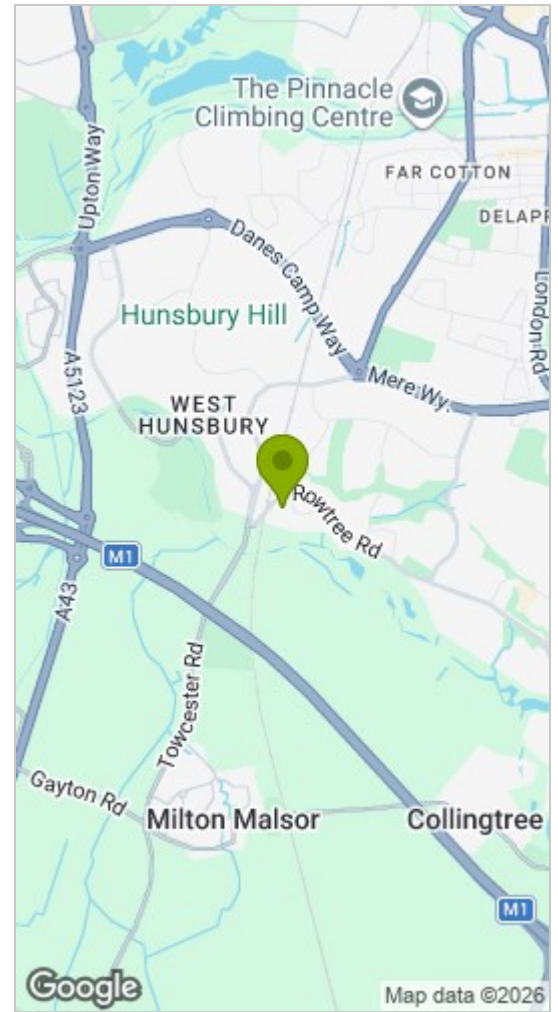 The Pinnacle
Climbing Centre
FAR COTTON
Upton Way
DELAP
Danes Camp Way
London Rd
Hunsbury Hill
A5123
Mere Wy.
WEST
HUNSBURY
Rowtree Rd
M1
A43
Towcester Rd
Gayton Rd
Milton Malsor
Collingtree
M1
Google
Map data ©2026